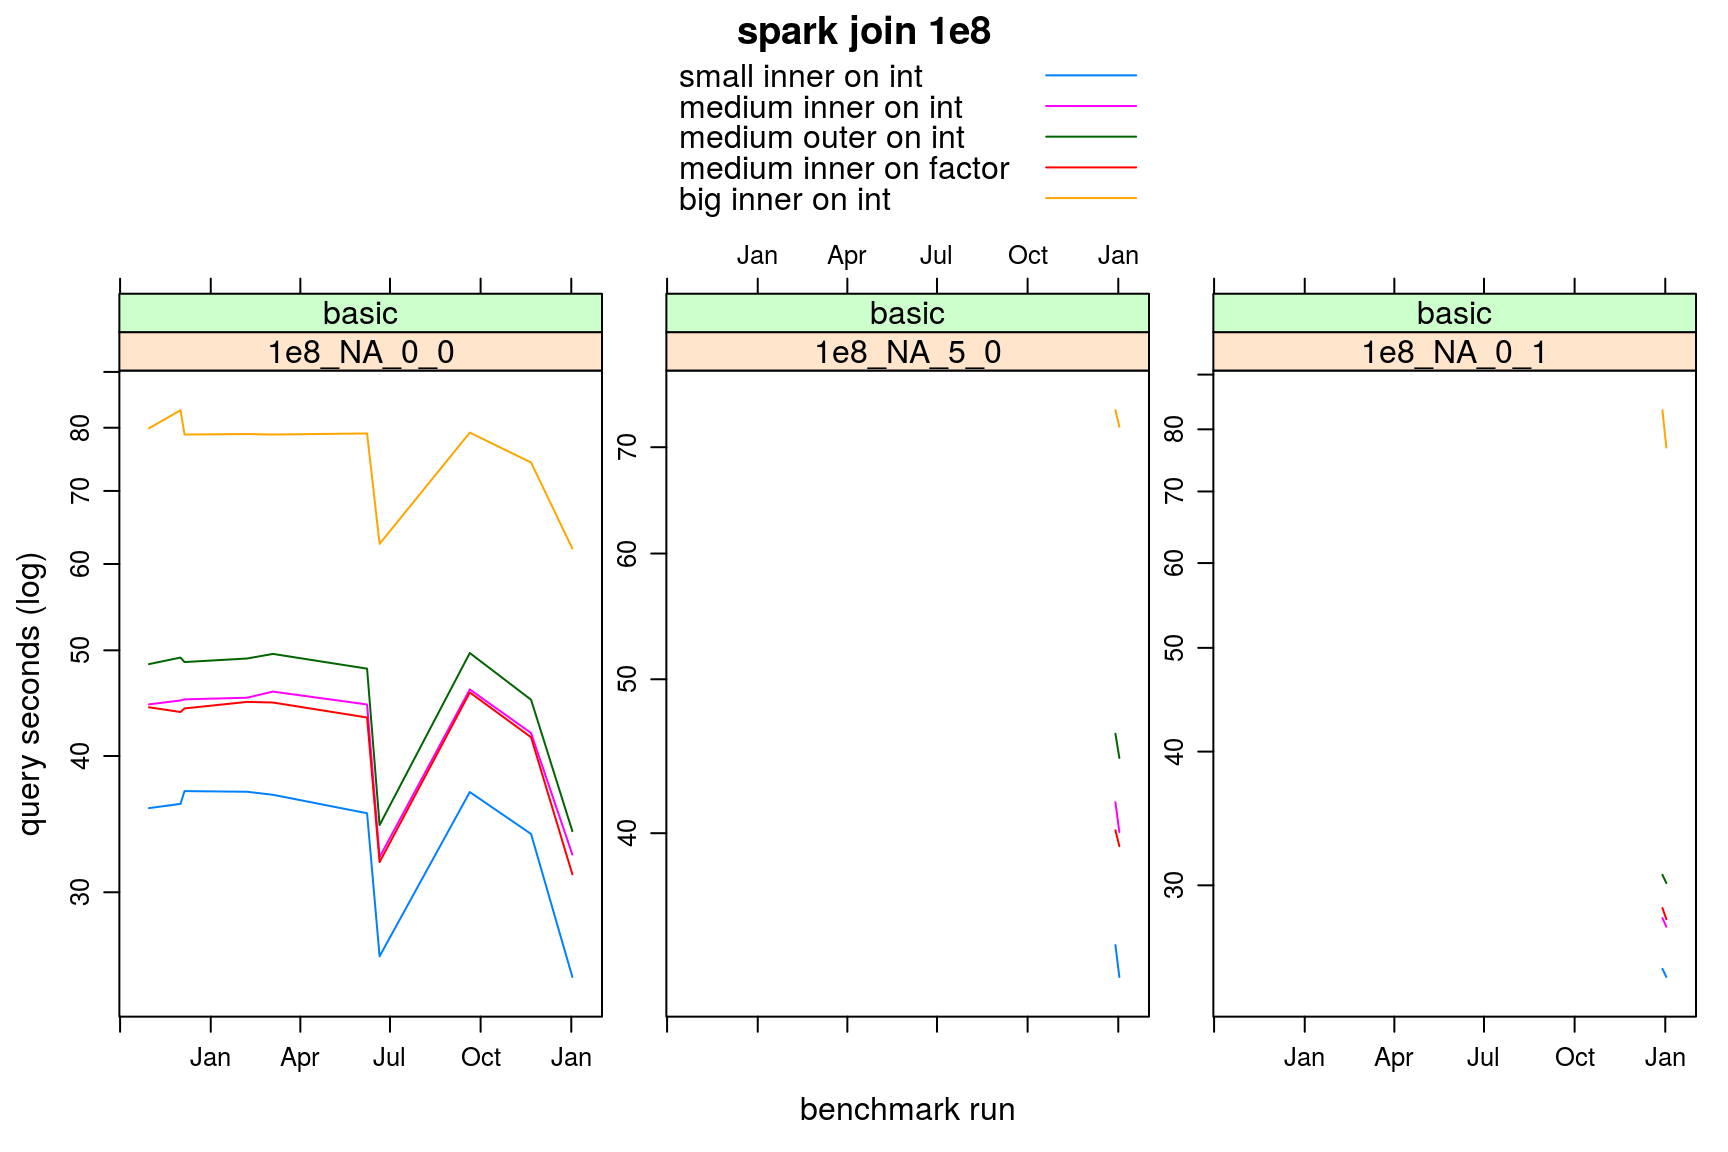 spark join 1e8
small inner on int
medium inner on int
medium outer on int
medium inner on factor
big inner on int
Jan Apr Jul Oct Jan
basic basic basic
1e8_NA_0_0 1e8_NA_5_0 1e8_NA_0_1
query seconds (log)
80
70
60
50
40
30
70
60
50
40
80
70
60
50
40
30
Jan Apr Jul Oct Jan
Jan Apr Jul Oct Jan
benchmark run